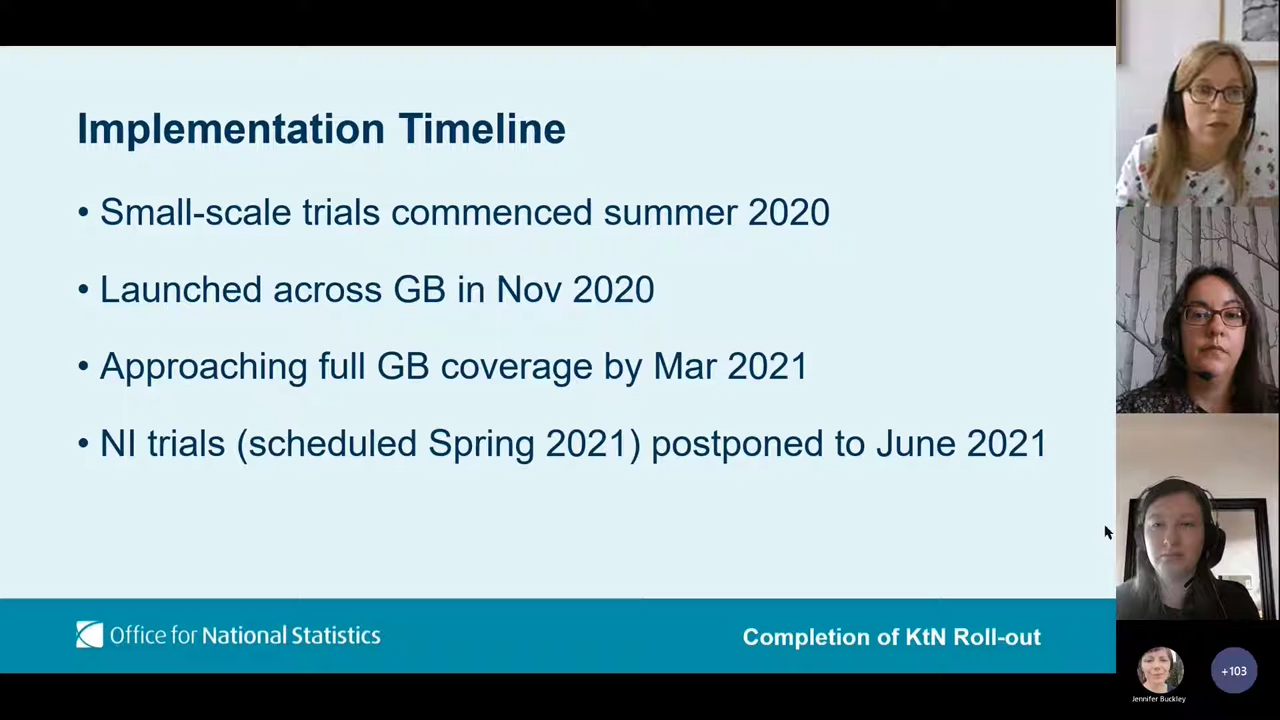 Implementation Timeline
• Small-scale trials commenced summer 2020
• Launched across GB in Nov 2020
• Approaching full GB coverage by Mar 2021
• NI trials (scheduled Spring 2021) postponed to June 2021
Office for National Statistics
Completion of KtN Roll-out
Jennifer Buckley
+103